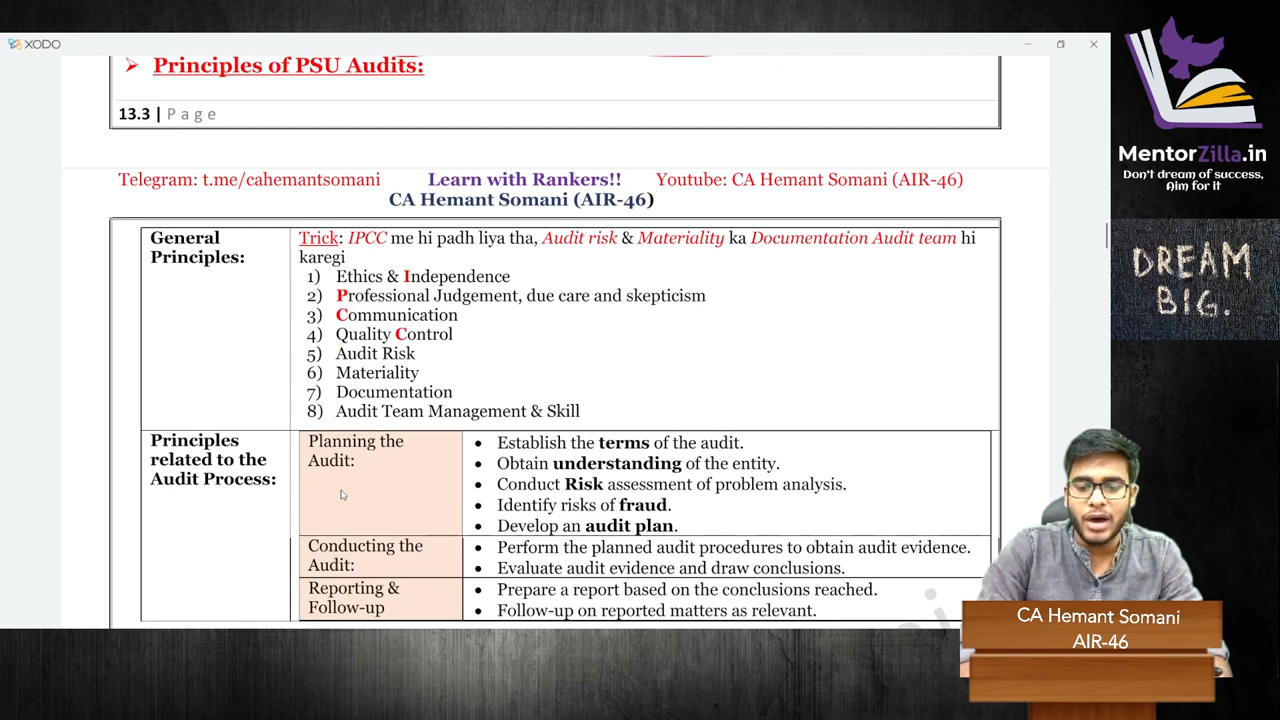 XODO
➢ Principles of PSU Audits:
13.3 | Page
Telegram: t.me/cahemantsomani Learn with Rankers!! Youtube: CA Hemant Somani (AIR-46)
CA Hemant Somani (AIR-46)
General Principles:
Trick: IPCC me hi padh liya tha, Audit risk & Materiality ka Documentation Audit team hi
karegi
1) Ethics & Independence
2) Professional Judgement, due care and skepticism
3) Communication
4) Quality Control
5) Audit Risk
6) Materiality
7) Documentation
8) Audit Team Management & Skill
Principles
related to the
Audit Process:
Planning the
Audit:
• Establish the terms of the audit.
• Obtain understanding of the entity.
• Conduct Risk assessment of problem analysis.
• Identify risks of fraud.
• Develop an audit plan.
Conducting the
Audit:
• Perform the planned audit procedures to obtain audit evidence.
• Evaluate audit evidence and draw conclusions.
Reporting &
Follow-up
• Prepare a report based on the conclusions reached.
• Follow-up on reported matters as relevant.
MentorZilla.in
Don't dream of success,
Aim for it
DREAM
BIG.
CA Hemant Somani
AIR-46